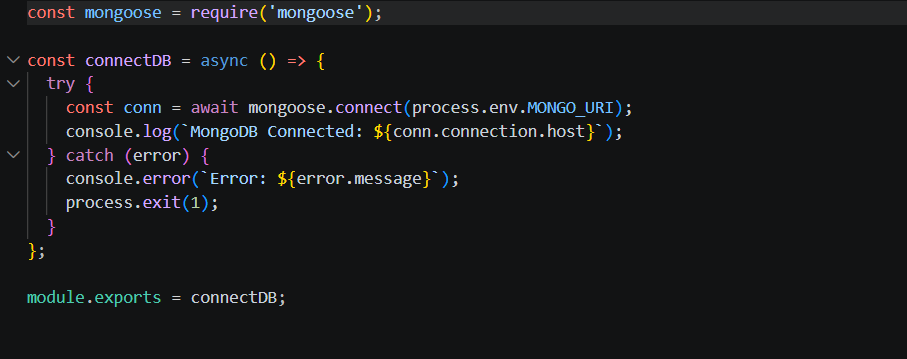 const mongoose = require('mongoose');
const connectDB = async () => {
try {
const conn = await mongoose.connect(process.env.MONGO_URI);
console.log(`MongoDB Connected: ${conn.connection.host}`);
} catch (error) {
console.error(`Error: ${error.message}`);
process.exit(1);
}
};
module.exports = connectDB;